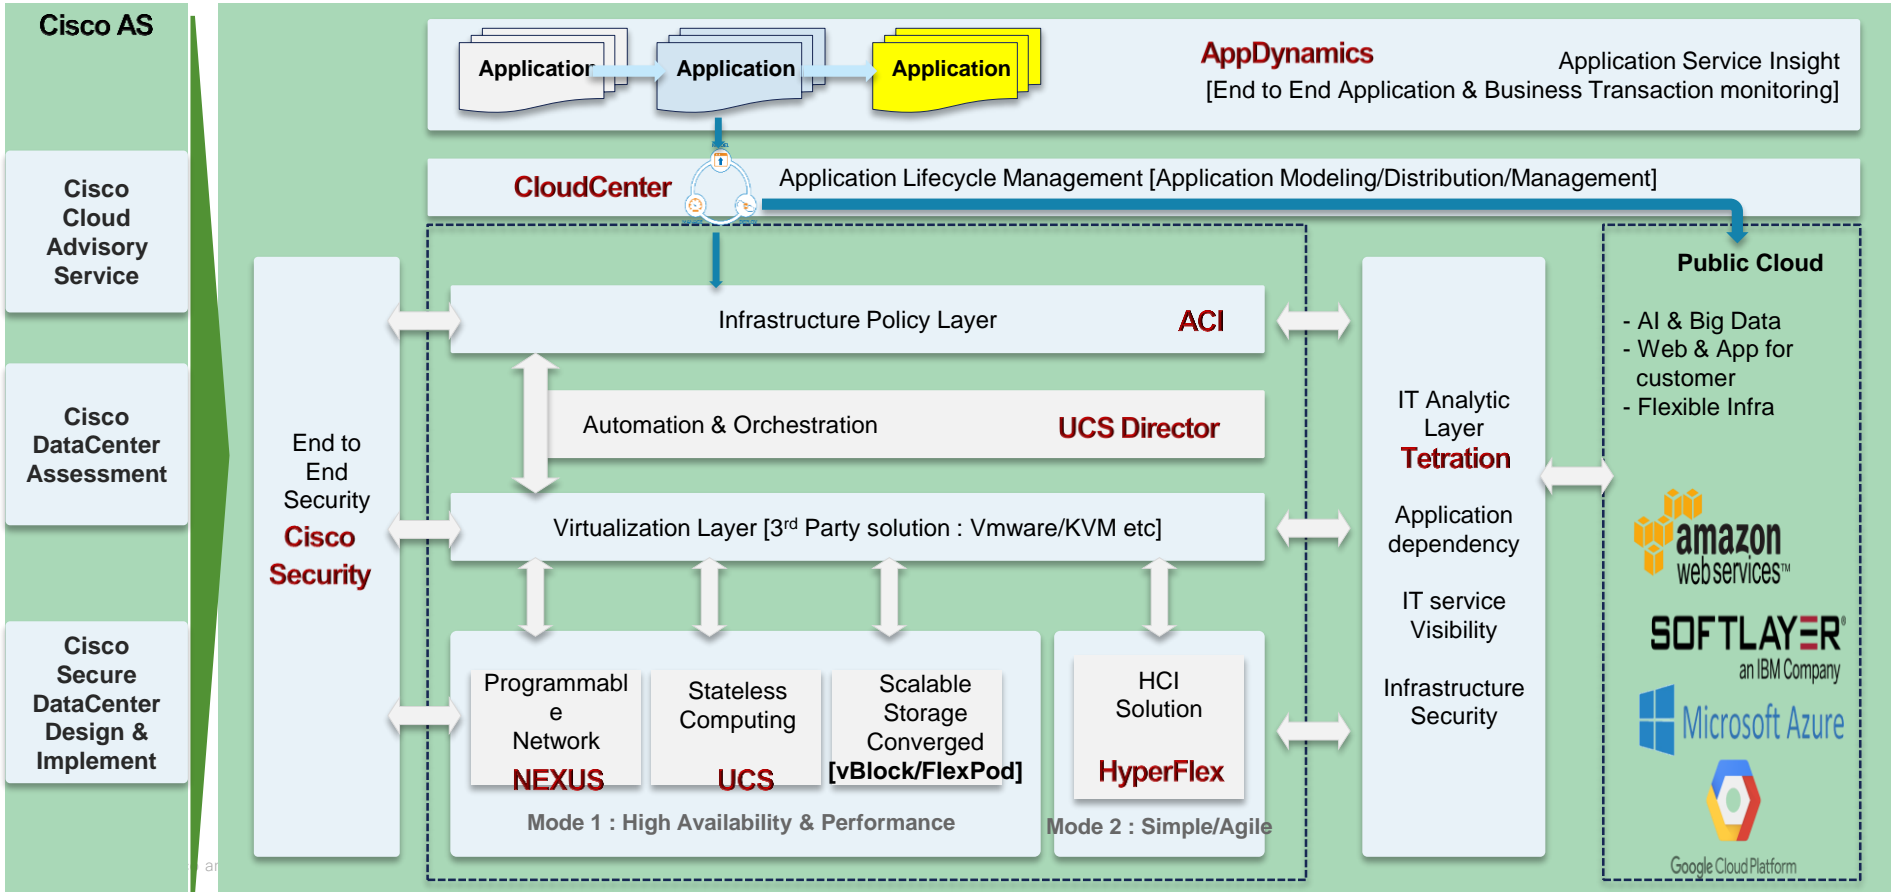 Cisco AS
Cisco
Cloud
Advisory
Service
Cisco
DataCenter
Assessment
Cisco
Secure
DataCenter
Design &
Implement
Application
Application
Application
AppDynamics
Application Service Insight
[End to End Application & Business Transaction monitoring]
CloudCenter
Application Lifecycle Management [Application Modeling/Distribution/Management]
End to
End
Security
Cisco
Security
Infrastructure Policy Layer
ACI
Automation & Orchestration
UCS Director
Virtualization Layer [3rd Party solution : Vmware/KVM etc]
Programmabl
e
Network
NEXUS
Stateless
Computing
UCS
Scalable
Storage
Converged
[vBlock/FlexPod]
Mode 1 : High Availability & Performance
HCI
Solution
HyperFlex
Mode 2 : Simple/Agile
IT Analytic
Layer
Tetration
Application
dependency
IT service
Visibility
Infrastructure
Security
Public Cloud
- AI & Big Data
- Web & App for
customer
- Flexible Infra
amazon
webservices™
SOFTLAYER®
an IBM Company
Microsoft Azure
Google Cloud Platform